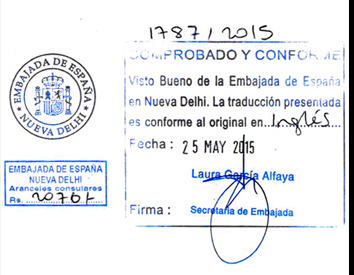 1787/2015
EMBAJADA DE ESPAÑA
NUEVA DELHI
COMPROBADO Y CONFORME
Visto Bueno de la Embajada de España
en Nueva Delhi. La traducción presentada
es conforme al original en...Inglés
Fecha: 25 MAY 2015
EMBAJADA DE ESPAÑA
NUEVA DELHI
Aranceles consulares
Rs.
Laura García Alfaya
Firma: Secretaria de Embajada